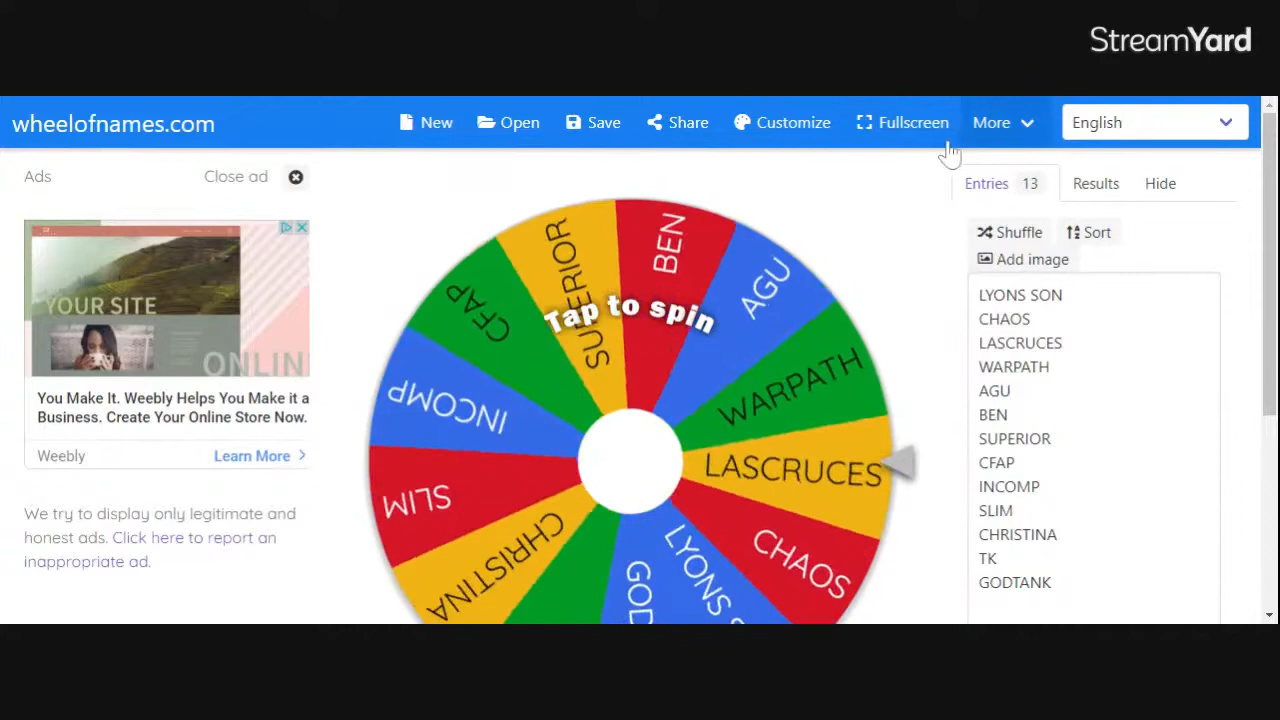 StreamYard
wheelofnames.com
New
Open
Save
Share
Customize
Fullscreen
More
English
Ads
Close ad
YOUR SITE
ONLIN
You Make It. Weebly Helps You Make it a
Business. Create Your Online Store Now.
Weebly
Learn More
We try to display only legitimate and
honest ads. Click here to report an
inappropriate ad.
Tap to spin
SUPERIOR
BEN
AGU
WARPATH
LASCRUCES
CHAOS
LYONS S
GOD
CHRISTINA
SLIM
INCOMP
CFAP
Entries 13
Results
Hide
Shuffle
Sort
Add image
LYONS SON
CHAOS
LASCRUCES
WARPATH
AGU
BEN
SUPERIOR
CFAP
INCOMP
SLIM
CHRISTINA
TK
GODTANK